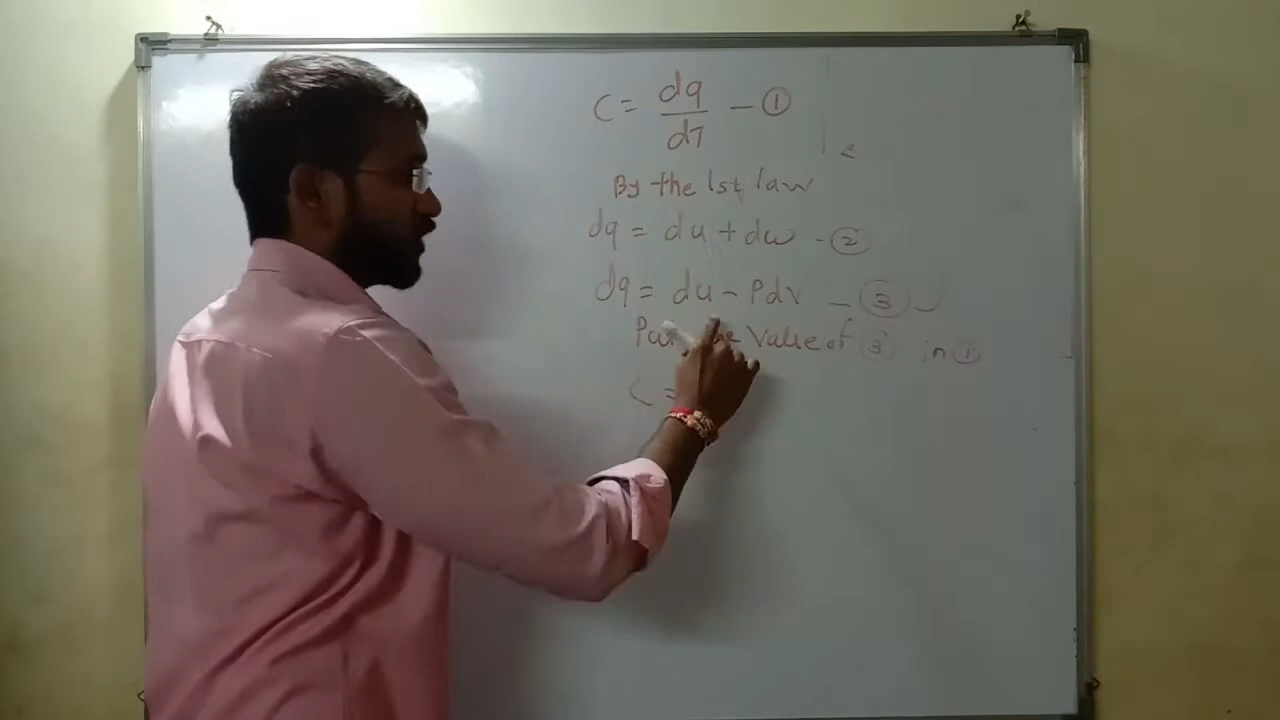 C = dq/dT - ①
By the 1st law
dq = du + dw - ②
dq = du - Pdv - ③
Value of 3 in ①
C =